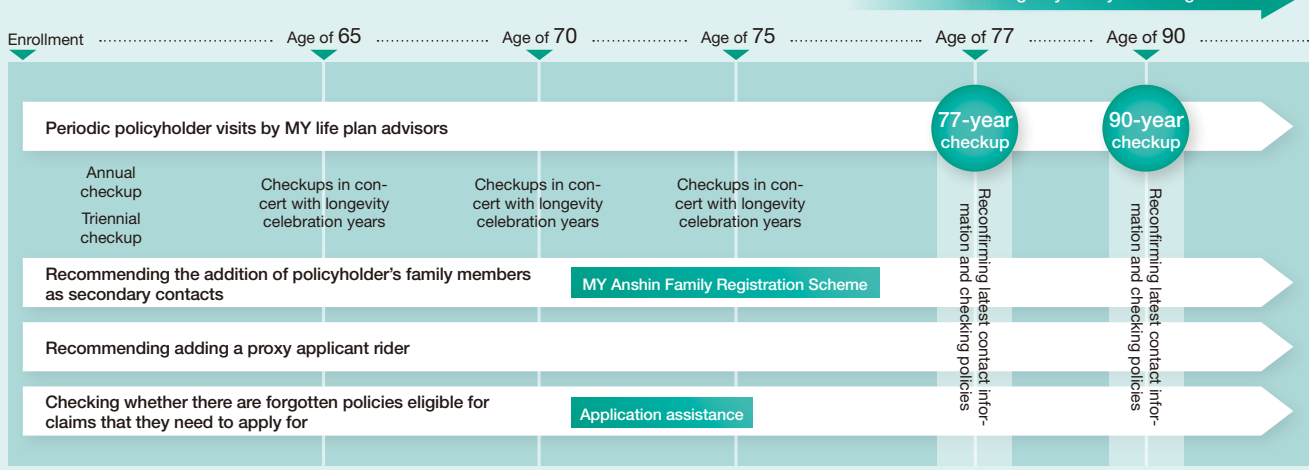 Enrollment
Age of 65
Age of 70
Age of 75
Age of 77
Age of 90
Periodic policyholder visits by MY life plan advisors
77-year
checkup
90-year
checkup
Annual
checkup
Triennial
checkup
Checkups in con-
cert with longevity
celebration years
Checkups in con-
cert with longevity
celebration years
Checkups in con-
cert with longevity
celebration years
Reconfirming latest contact infor-
mation and checking policies
Reconfirming latest contact infor-
mation and checking policies
Recommending the addition of policyholder's family members
as secondary contacts
MY Anshin Family Registration Scheme
Recommending adding a proxy applicant rider
Checking whether there are forgotten policies eligible for
claims that they need to apply for
Application assistance